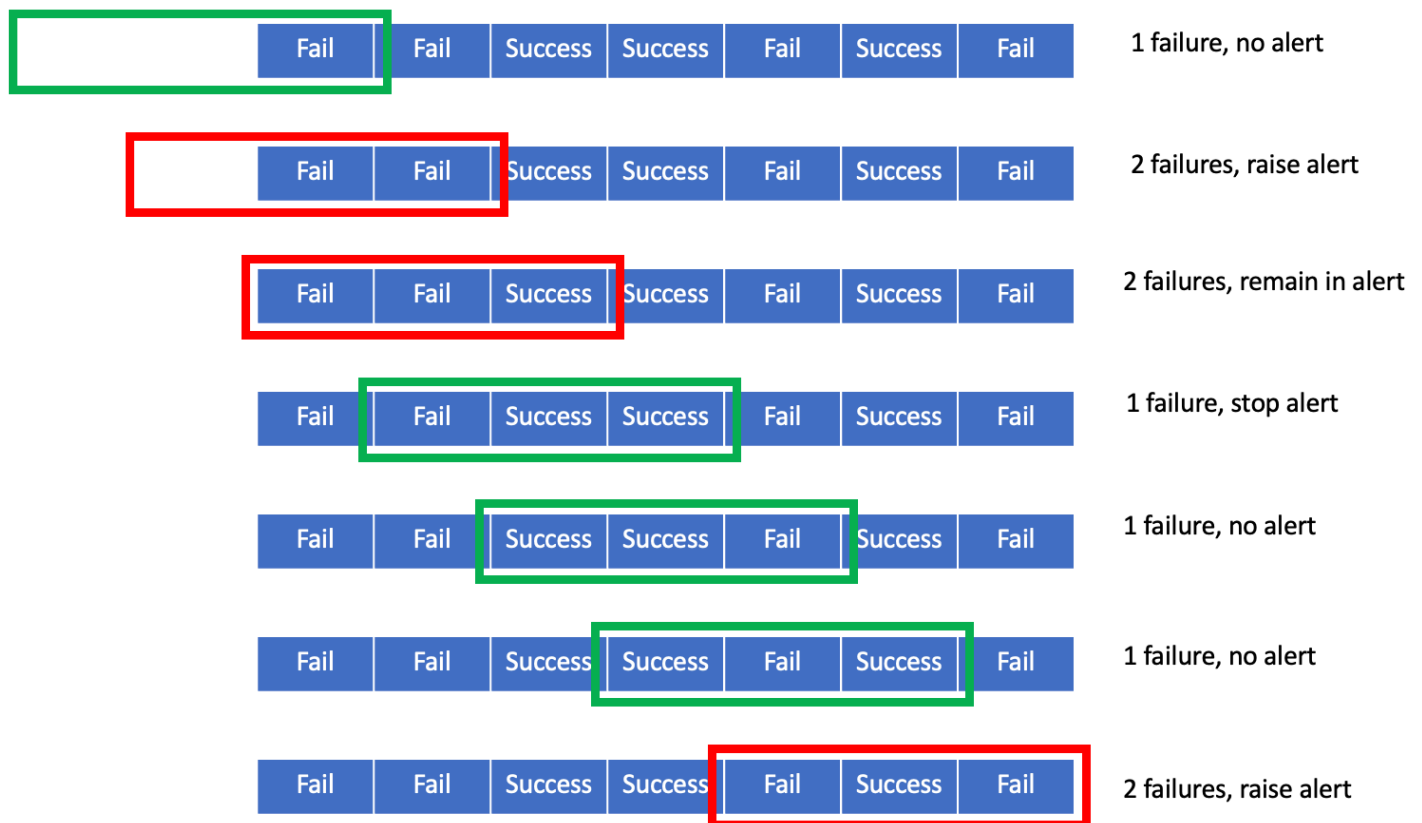 Fail Fail Success Success Fail Success Fail 1 failure, no alert
Fail Fail Success Success Fail Success Fail 2 failures, raise alert
Fail Fail Success Success Fail Success Fail 2 failures, remain in alert
Fail Fail Success Success Fail Success Fail 1 failure, stop alert
Fail Fail Success Success Fail Success Fail 1 failure, no alert
Fail Fail Success Success Fail Success Fail 1 failure, no alert
Fail Fail Success Success Fail Success Fail 2 failures, raise alert